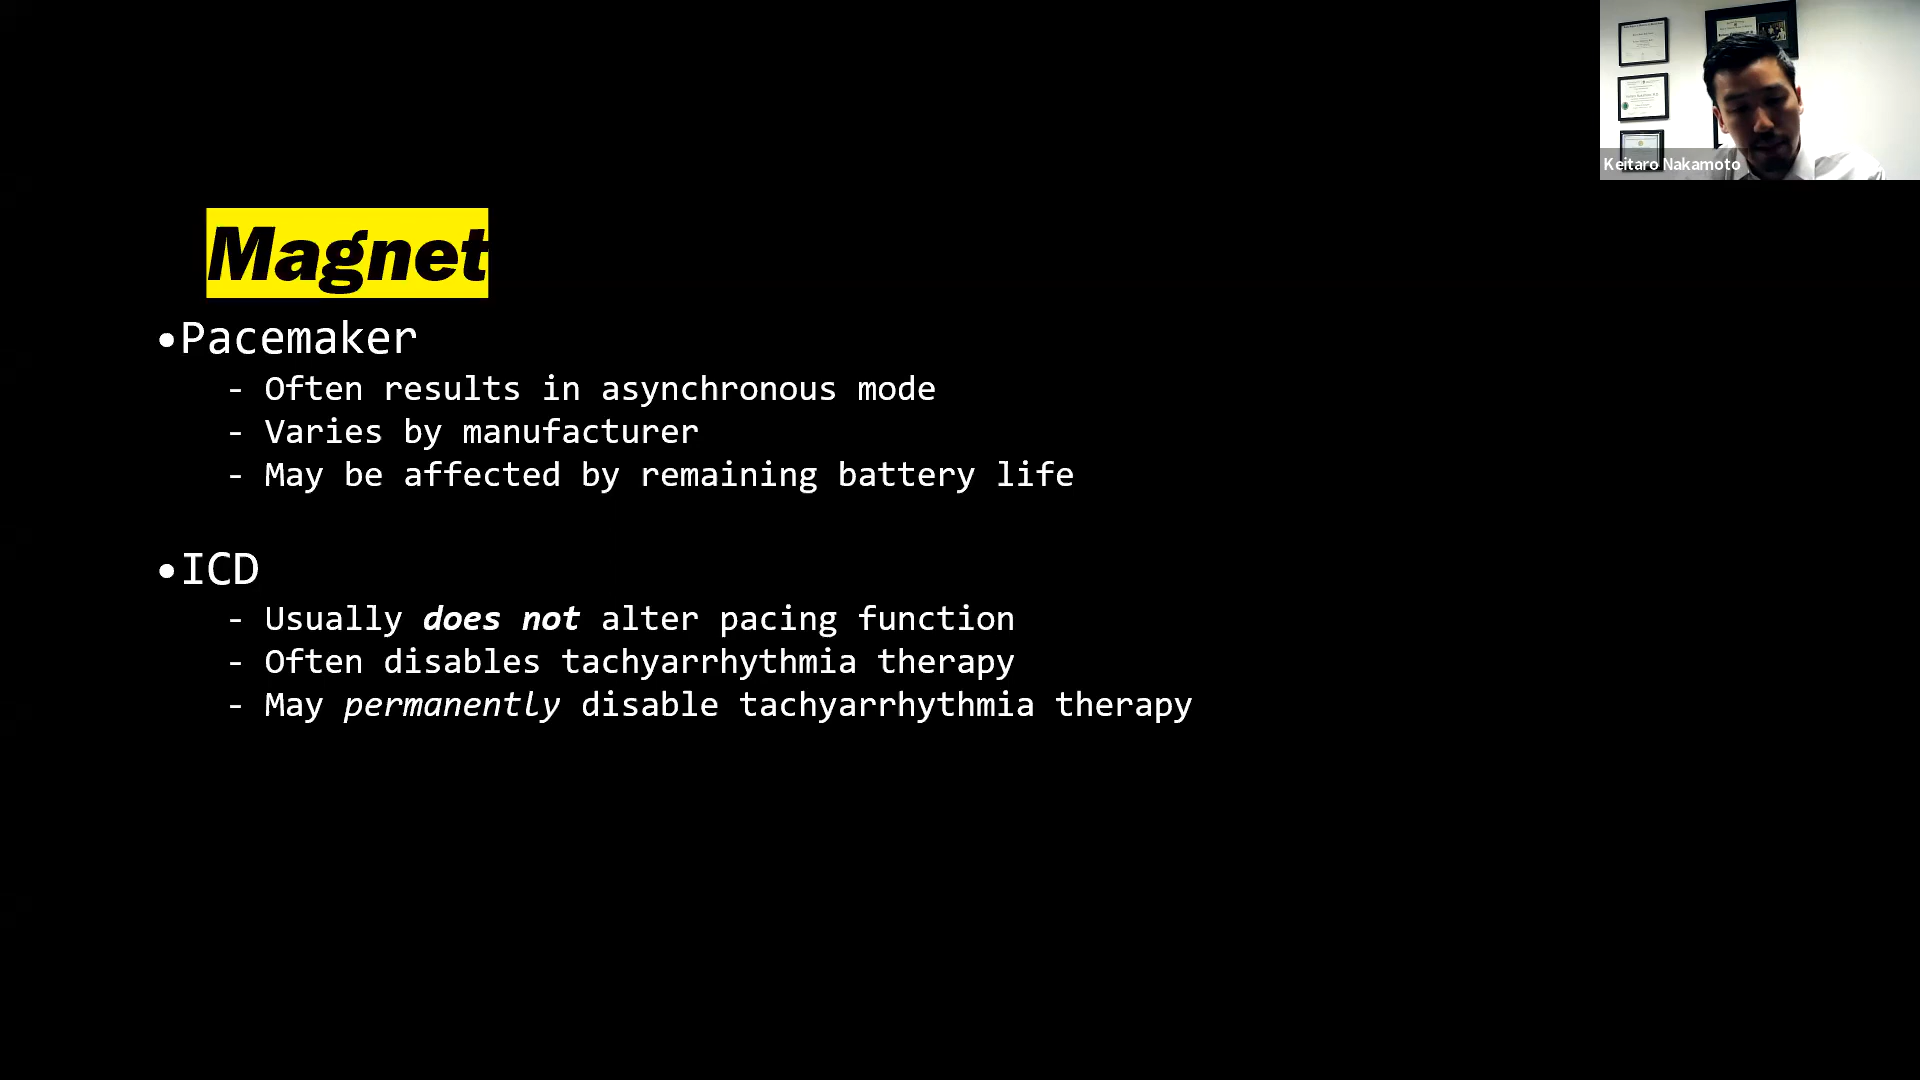 Keitaro Nakamoto
Magnet
•Pacemaker
- Often results in asynchronous mode
- Varies by manufacturer
- May be affected by remaining battery life
•ICD
- Usually does not alter pacing function
- Often disables tachyarrhythmia therapy
- May permanently disable tachyarrhythmia therapy